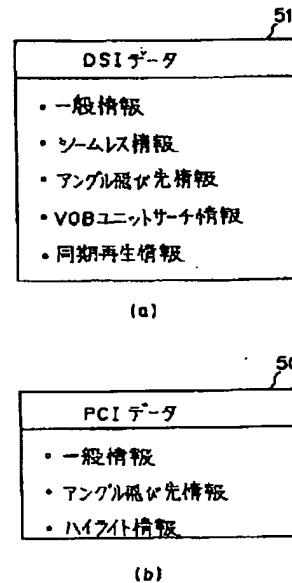 51
DSIデータ
・一般情報
・シームレス情報
・アングル飛び先情報
・VOBユニットサーチ情報
・同期再生情報
(a)
50
PCIデータ
・一般情報
・アングル飛び先情報
・ハイライト情報
(b)